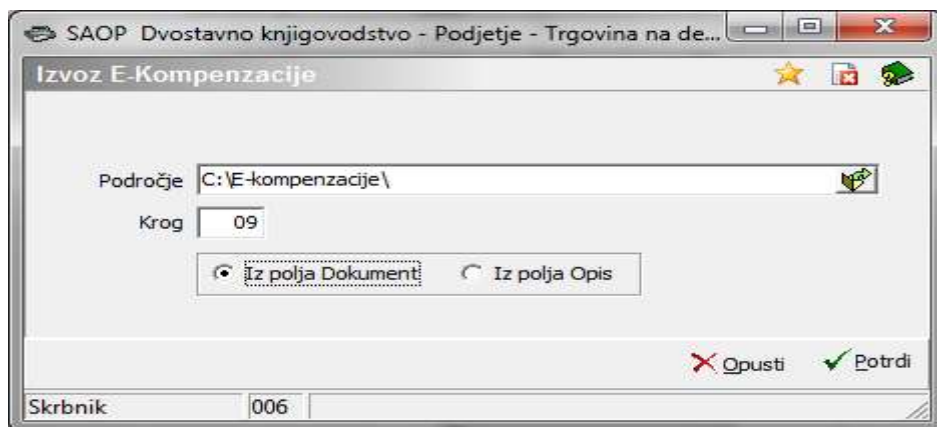 SAOP Dvostavno knjigovodstvo - Podjetje - Trgovina na de...
Izvoz E-Kompenzacije
Področje C:\E-kompenzacije\
Krog 09
Iz polja Dokument Iz polja Opis
Opusti Potrdi
Skrbnik 006